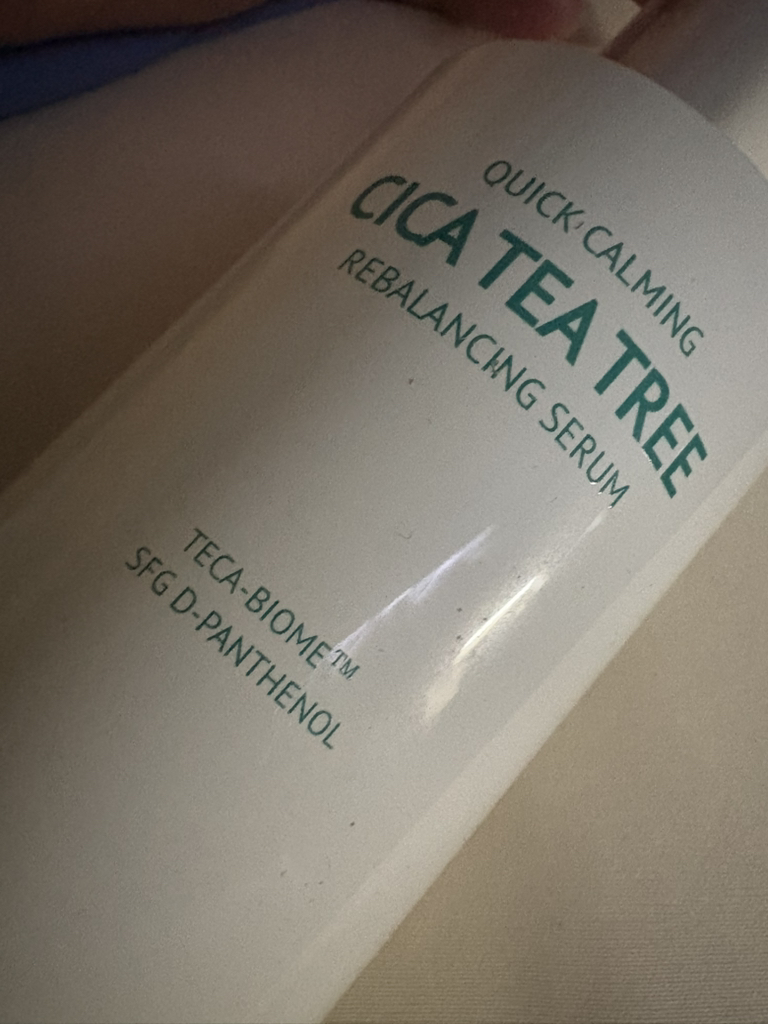 QUICK CALMING
CICA TEA TREE
REBALANCING SERUM
TECA-BIOME™
SFG D-PANTHENOL